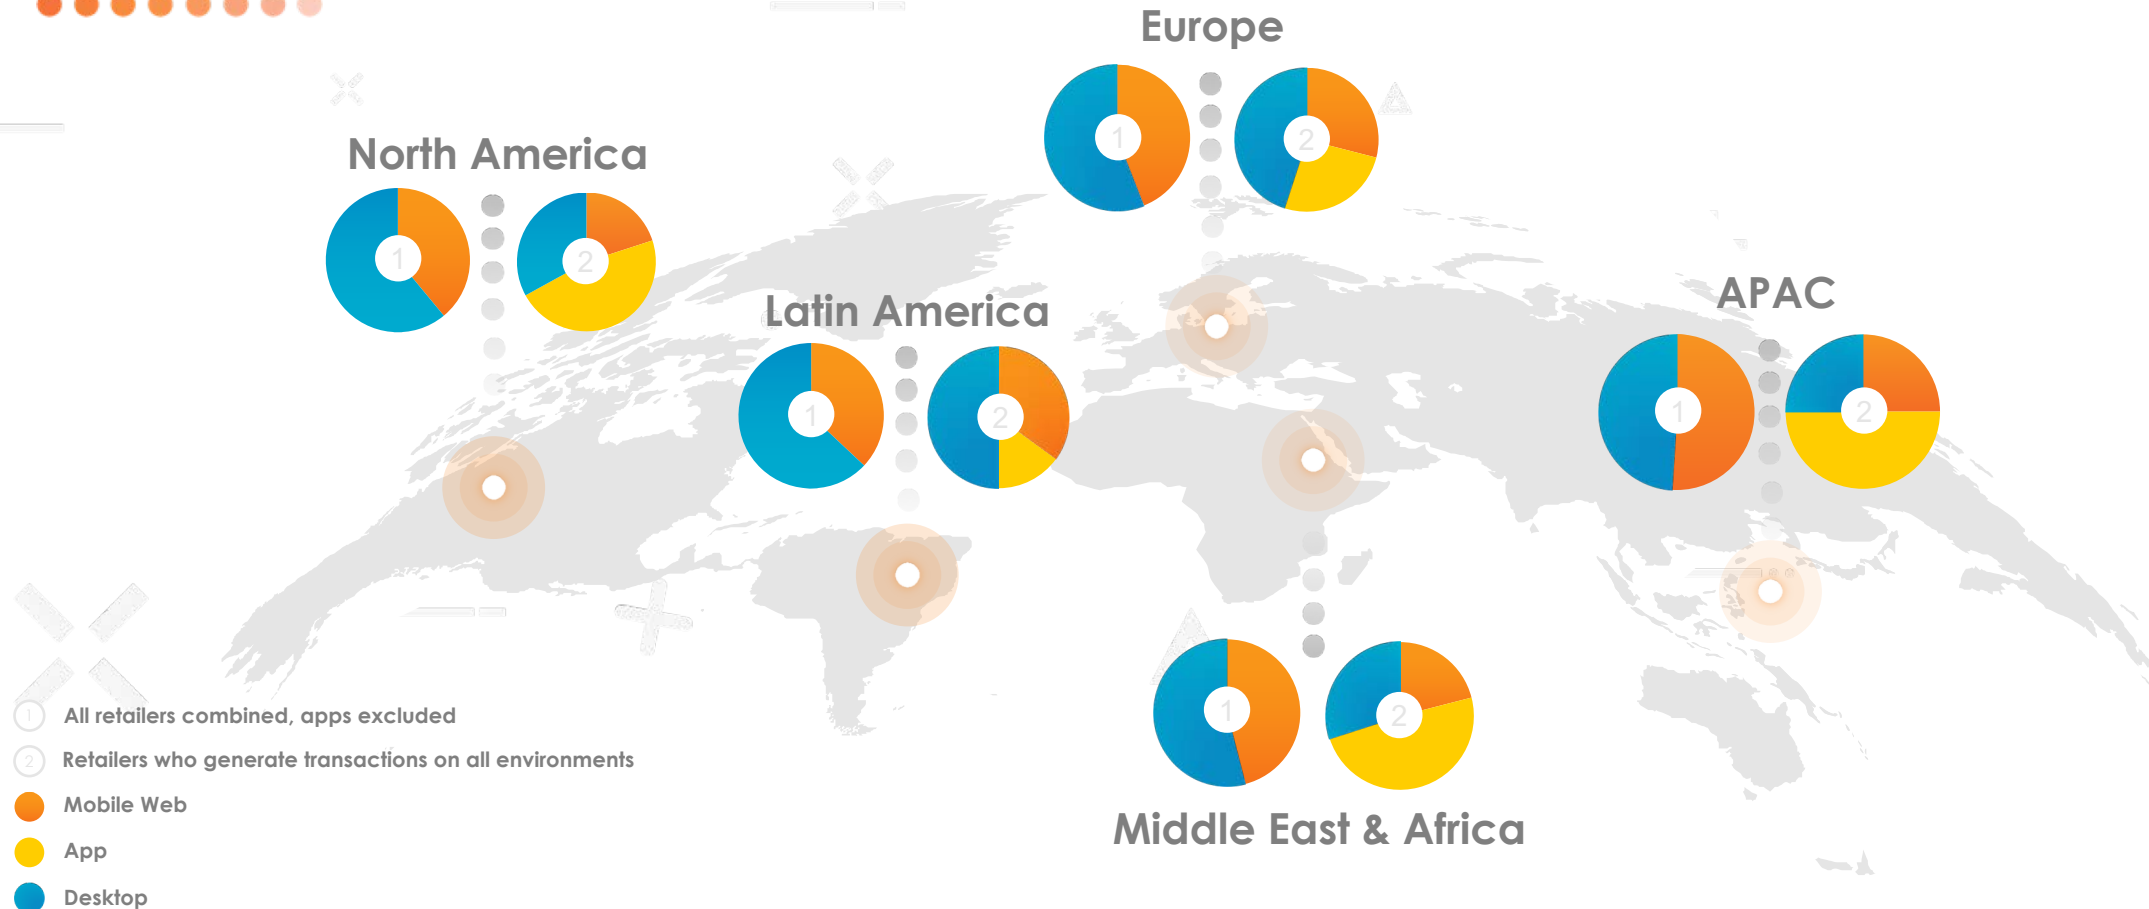 Europe
1
2
North America
1
2
Latin America
1
2
APAC
1
2
1
2
Middle East & Africa
1 All retailers combined, apps excluded
2 Retailers who generate transactions on all environments
Mobile Web
App
Desktop